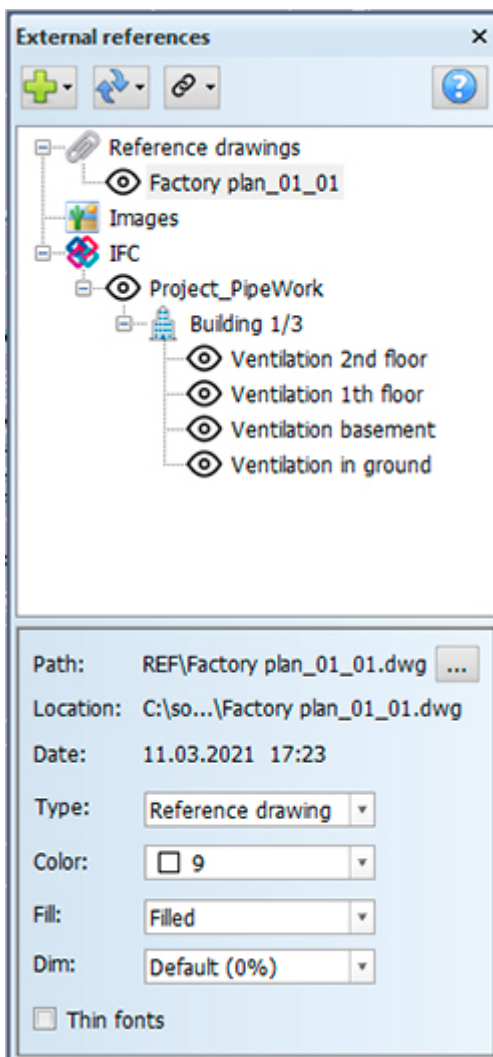 External references
Reference drawings
Factory plan_01_01
Images
IFC
Project_PipeWork
Building 1/3
Ventilation 2nd floor
Ventilation 1th floor
Ventilation basement
Ventilation in ground
Path: REF\Factory plan_01_01.dwg ...
Location: C:\so...\Factory plan_01_01.dwg
Date: 11.03.2021 17:23
Type: Reference drawing
Color: 9
Fill: Filled
Dim: Default (0%)
Thin fonts